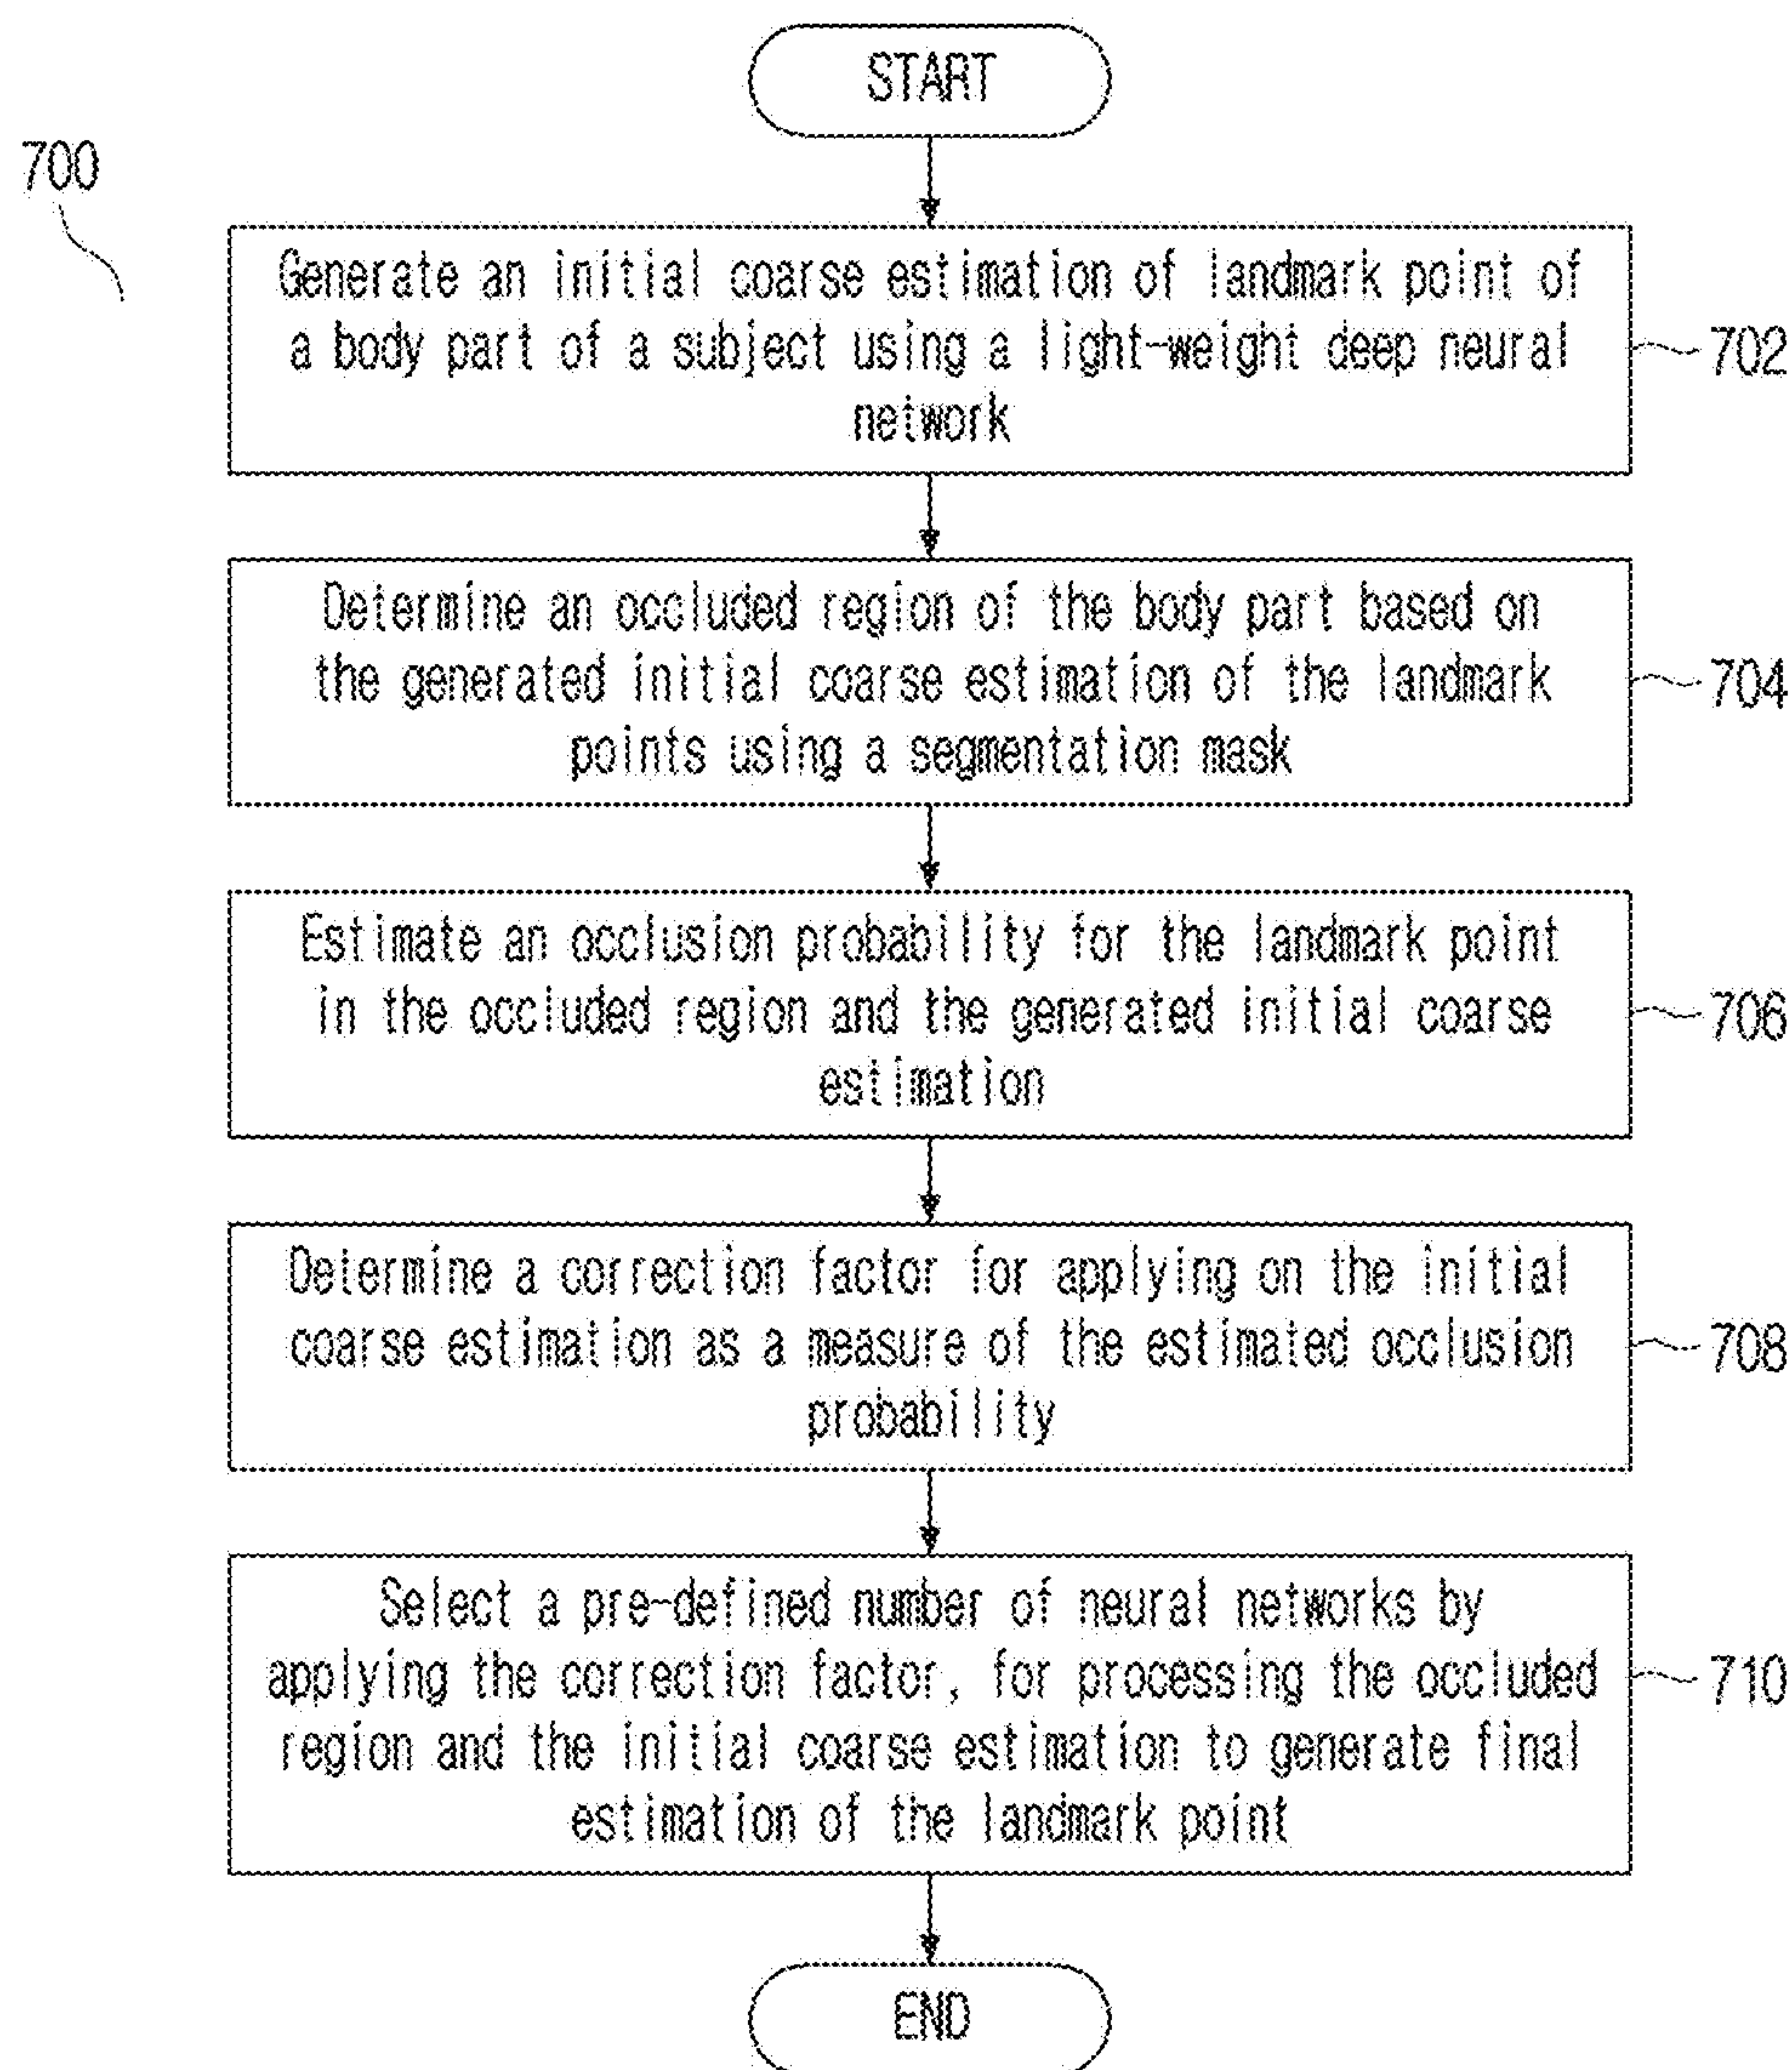 START
700
Generate an initial coarse estimation of landmark point of
a body part of a subject using a light-weight deep neural
network
702
Determine an occluded region of the body part based on
the generated initial coarse estimation of the landmark
points using a segmentation mask
704
Estimate an occlusion probability for the landmark point
in the occluded region and the generated initial coarse
estimation
706
Determine a correction factor for applying on the initial
coarse estimation as a measure of the estimated occlusion
probability
708
Select a pre-defined number of neural networks by
applying the correction factor, for processing the occluded
region and the initial coarse estimation to generate final
estimation of the landmark point
710
END